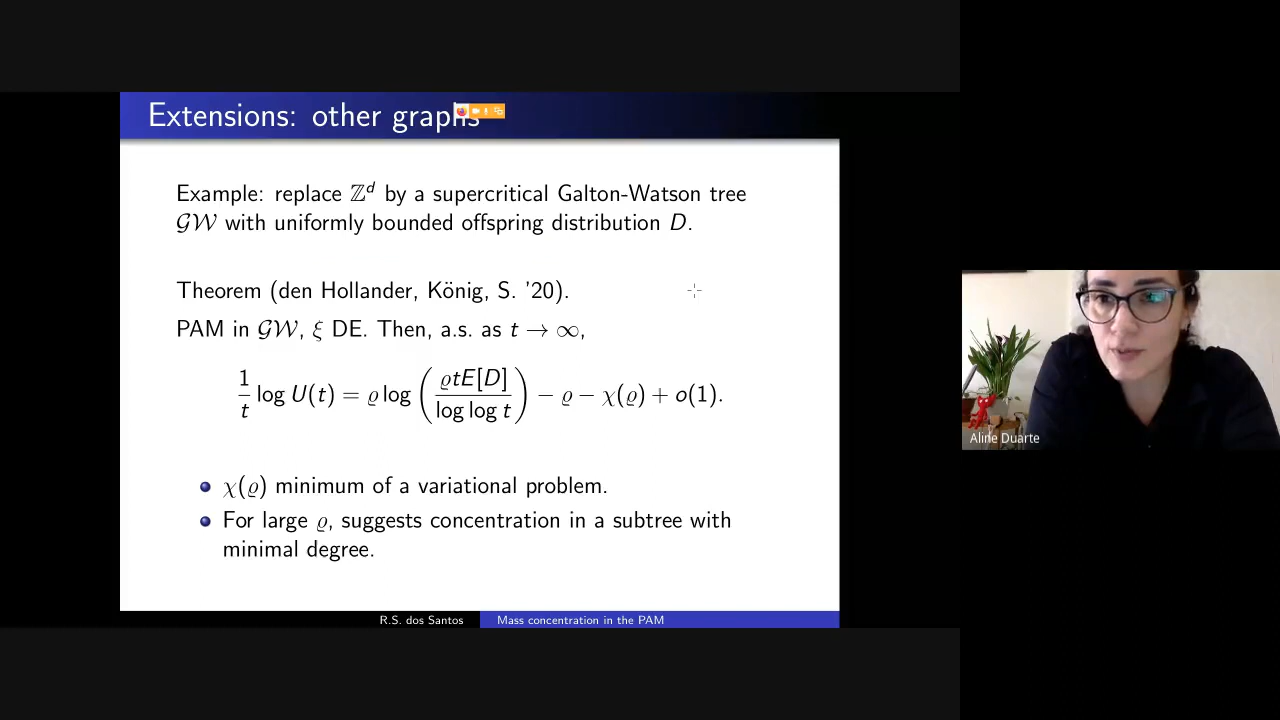 Extensions: other graphs
Example: replace ℤᵈ by a supercritical Galton-Watson tree
𝒢𝒲 with uniformly bounded offspring distribution D.
Theorem (den Hollander, König, S. '20).
PAM in 𝒢𝒲, ξ DE. Then, a.s. as t → ∞,
1/t log U(t) = ϱ log (ϱtE[D] / log log t) − ϱ − χ(ϱ) + o(1).
χ(ϱ) minimum of a variational problem.
For large ϱ, suggests concentration in a subtree with
minimal degree.
R.S. dos Santos Mass concentration in the PAM
Aline Duarte